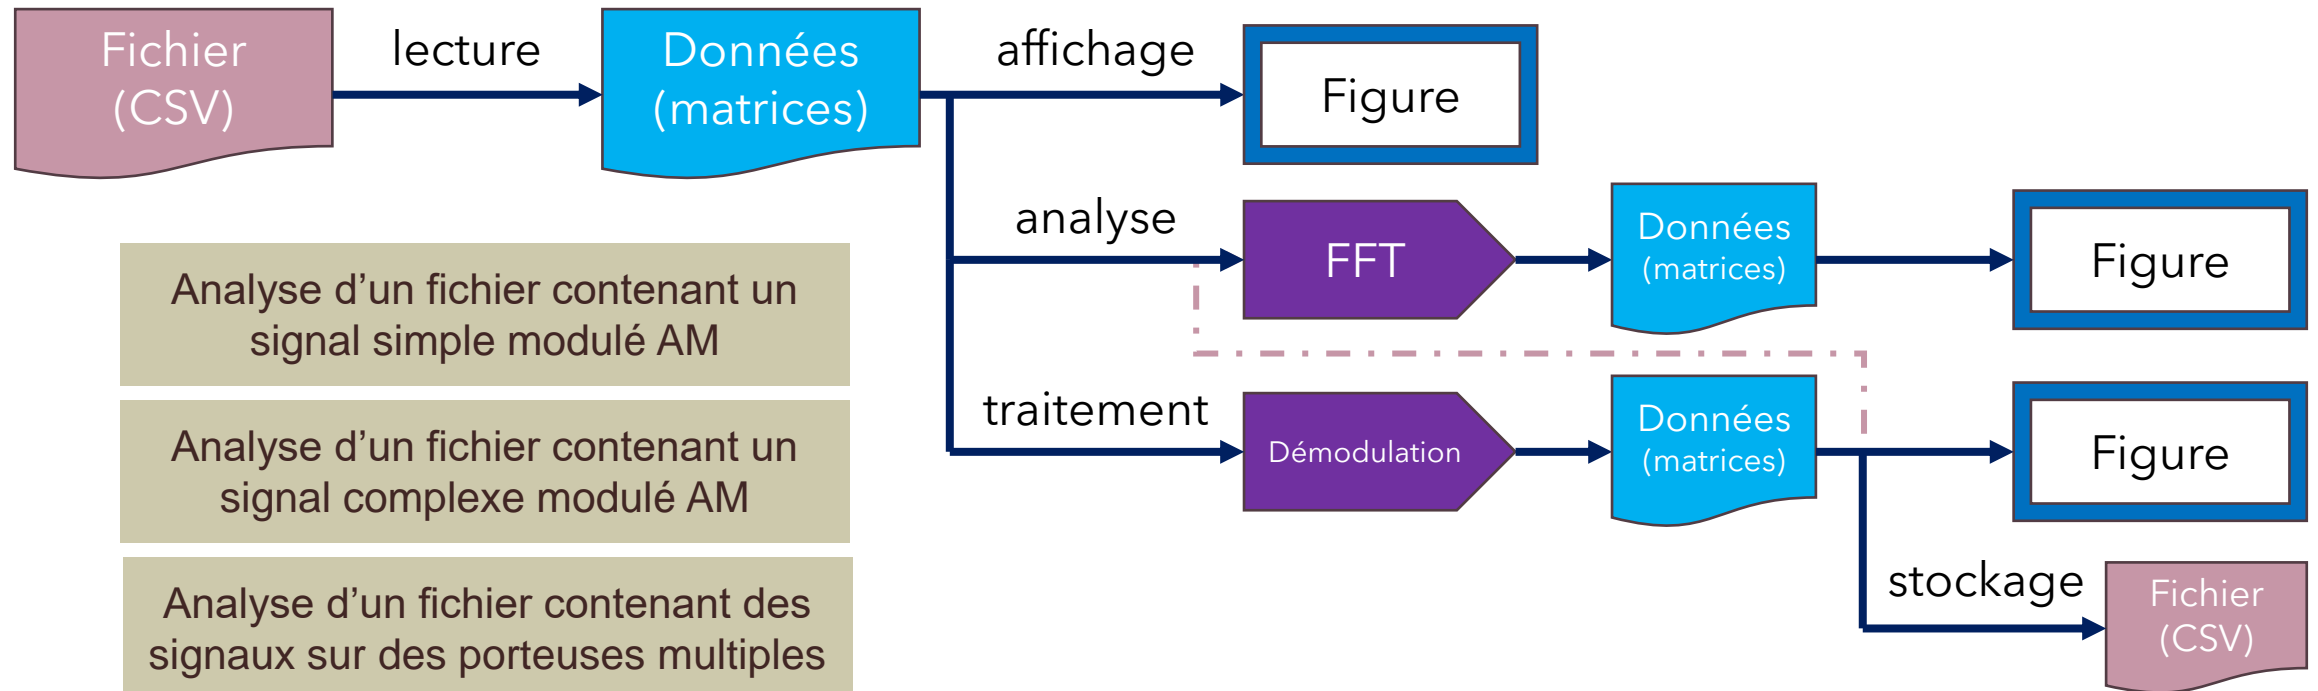 Fichier
(CSV)
lecture
Données
(matrices)
affichage
Figure
analyse
FFT
Données
(matrices)
Figure
Analyse d’un fichier contenant un
signal simple modulé AM
traitement
Démodulation
Données
(matrices)
Figure
Analyse d’un fichier contenant un
signal complexe modulé AM
stockage
Fichier
(CSV)
Analyse d’un fichier contenant des
signaux sur des porteuses multiples